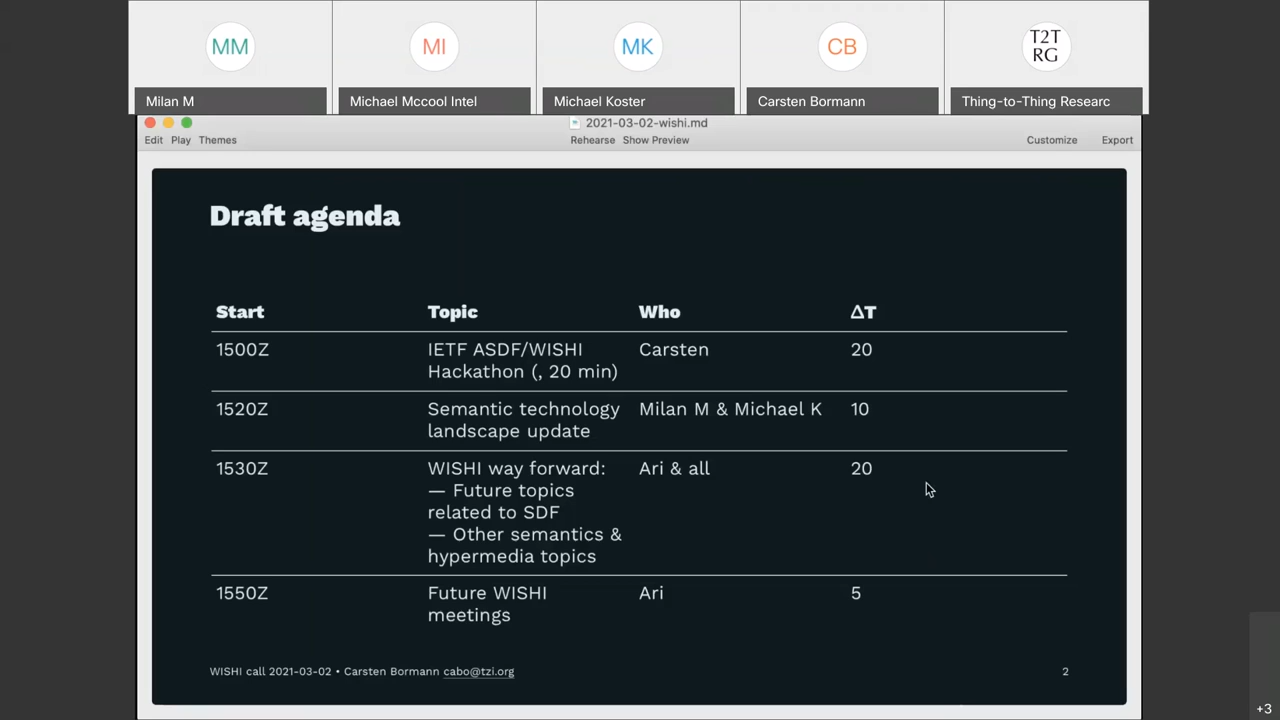 MM
MI
MK
CB
T2T
RG
Milan M
Michael Mccool Intel
Michael Koster
Carsten Bormann
Thing-to-Thing Researc
2021-03-02-wishi.md
Edit Play Themes
Rehearse Show Preview
Customize Export
Draft agenda
Start Topic Who ΔT
1500Z IETF ASDF/WISHI Carsten 20
Hackathon (, 20 min)
1520Z Semantic technology Milan M & Michael K 10
landscape update
1530Z WISHI way forward: Ari & all 20
— Future topics
related to SDF
— Other semantics &
hypermedia topics
1550Z Future WISHI Ari 5
meetings
WISHI call 2021-03-02 • Carsten Bormann cabo@tzi.org 2
+3